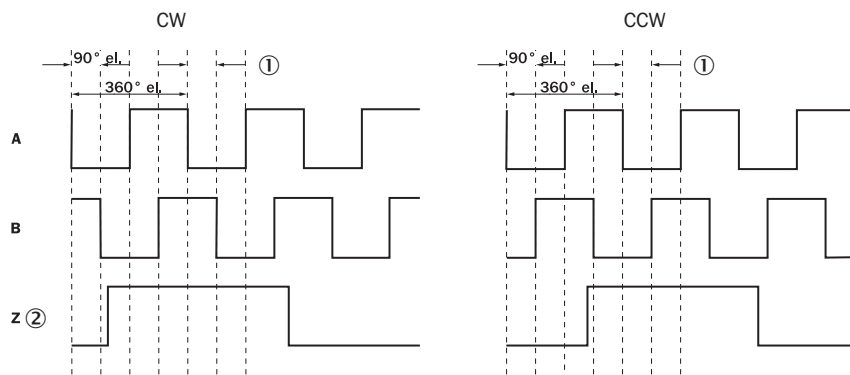 CW CCW
90° el. ① 90° el. ①
360° el. 360° el.
A
B
Z ②